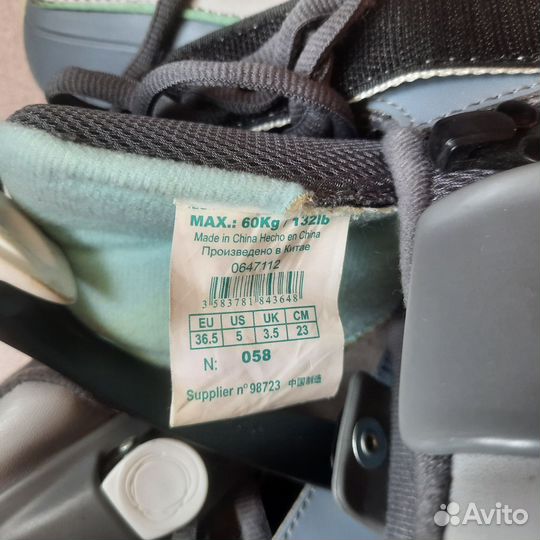 MAX.: 60Kg / 132lb
Made in China Hecho en China
Произведено в Китае
0647112
3 583781 843648
EU US UK CM
36.5 5 3.5 23
N: 058
Supplier nº 98723 中国制造
Avito